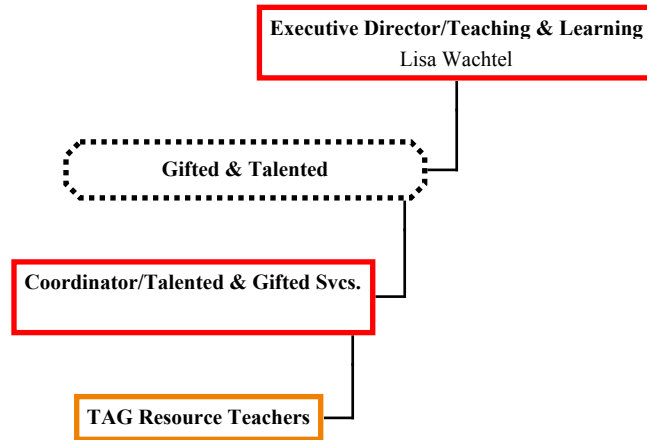 Executive Director/Teaching & Learning
Lisa Wachtel
Gifted & Talented
Coordinator/Talented & Gifted Svcs.
TAG Resource Teachers